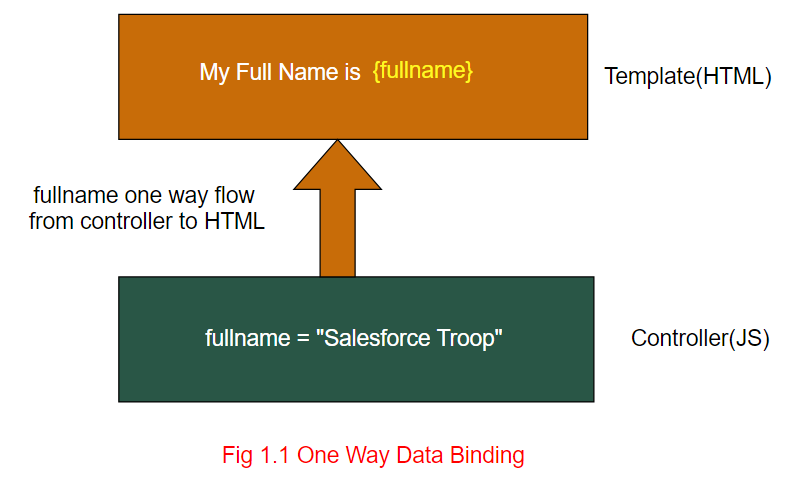 My Full Name is {fullname}
Template(HTML)
fullname one way flow
from controller to HTML
fullname = "Salesforce Troop"
Controller(JS)
Fig 1.1 One Way Data Binding